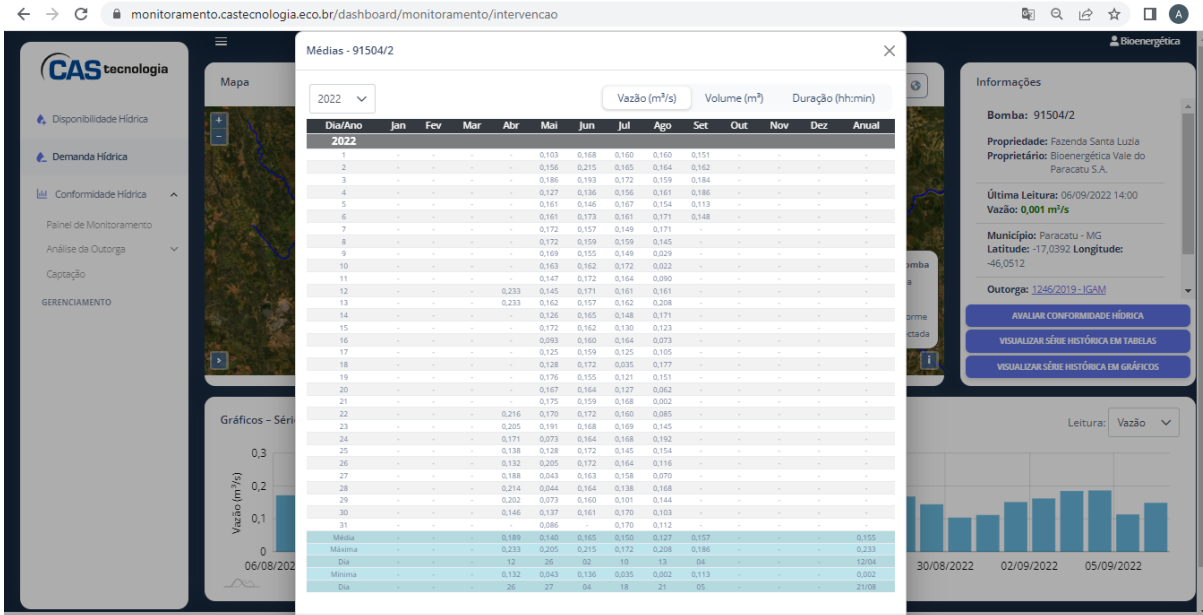 monitoramento.castecnologia.eco.br/dashboard/monitoramento/intervencao
A
CAS tecnologia
Disponibilidade Hídrica
Demanda Hídrica
Conformidade Hídrica
Painel de Monitoramento
Análise da Outorga
Captação
GERENCIAMENTO
Bioenergética
Mapa
+
-
Médias - 91504/2
2022
Vazão (m³/s) Volume (m³) Duração (hh:min)
Dia/Ano Jan Fev Mar Abr Mai Jun Jul Ago Set Out Nov Dez Anual
2022
1 - - - - 0,103 0,168 0,160 0,160 0,151 - - -
2 - - - - 0,156 0,215 0,165 0,164 0,162 - - -
3 - - - - 0,186 0,193 0,172 0,159 0,184 - - -
4 - - - - 0,127 0,136 0,156 0,161 0,186 - - -
5 - - - - 0,161 0,146 0,167 0,154 0,113 - - -
6 - - - - 0,161 0,173 0,161 0,171 0,148 - - -
7 - - - - 0,172 0,157 0,149 0,171 - - - -
8 - - - - 0,172 0,159 0,159 0,145 - - - -
9 - - - - 0,169 0,155 0,149 0,029 - - - -
10 - - - - 0,163 0,162 0,172 0,022 - - - -
11 - - - - 0,147 0,172 0,164 0,090 - - - -
12 - - - 0,233 0,145 0,171 0,161 0,161 - - - -
13 - - - 0,233 0,162 0,157 0,162 0,208 - - - -
14 - - - - 0,126 0,165 0,148 0,171 - - - -
15 - - - - 0,172 0,162 0,130 0,123 - - - -
16 - - - - 0,093 0,160 0,164 0,073 - - - -
17 - - - - 0,125 0,159 0,125 0,105 - - - -
18 - - - - 0,128 0,172 0,035 0,177 - - - -
19 - - - - 0,176 0,155 0,121 0,151 - - - -
20 - - - - 0,167 0,164 0,127 0,062 - - - -
21 - - - - 0,175 0,159 0,168 0,002 - - - -
22 - - - 0,216 0,170 0,172 0,160 0,085 - - - -
23 - - - 0,205 0,191 0,168 0,169 0,145 - - - -
24 - - - 0,171 0,073 0,164 0,168 0,192 - - - -
25 - - - 0,138 0,128 0,172 0,145 0,154 - - - -
26 - - - 0,132 0,205 0,172 0,164 0,116 - - - -
27 - - - 0,188 0,043 0,163 0,158 0,070 - - - -
28 - - - 0,214 0,044 0,164 0,138 0,168 - - - -
29 - - - 0,202 0,073 0,160 0,101 0,144 - - - -
30 - - - 0,146 0,137 0,161 0,170 0,103 - - - -
31 - - - - 0,086 - 0,170 0,112 - - - -
Média - - - 0,189 0,140 0,165 0,150 0,127 0,157 - - - 0,155
Máxima - - - 0,233 0,205 0,215 0,172 0,208 0,186 - - - 0,233
Dia - - - 12 26 02 10 13 04 - - - 12/04
Mínima - - - 0,132 0,043 0,136 0,035 0,002 0,113 - - - 0,002
Dia - - - 26 27 04 18 21 05 - - - 21/08
omba
a
orme
ctada
i
Informações
Bomba: 91504/2
Propriedade: Fazenda Santa Luzia
Proprietário: Bioenergética Vale do
Paracatu S.A.
Última Leitura: 06/09/2022 14:00
Vazão: 0,001 m³/s
Município: Paracatu - MG
Latitude: -17,0392 Longitude:
-46,0512
Outorga: 1246/2019 - IGAM
AVALIAR CONFORMIDADE HÍDRICA
VISUALIZAR SÉRIE HISTÓRICA EM TABELAS
VISUALIZAR SÉRIE HISTÓRICA EM GRÁFICOS
Gráficos – Séri
Leitura: Vazão
Vazão (m³/s)
0,3
0,2
0,1
0
06/08/202 30/08/2022 02/09/2022 05/09/2022